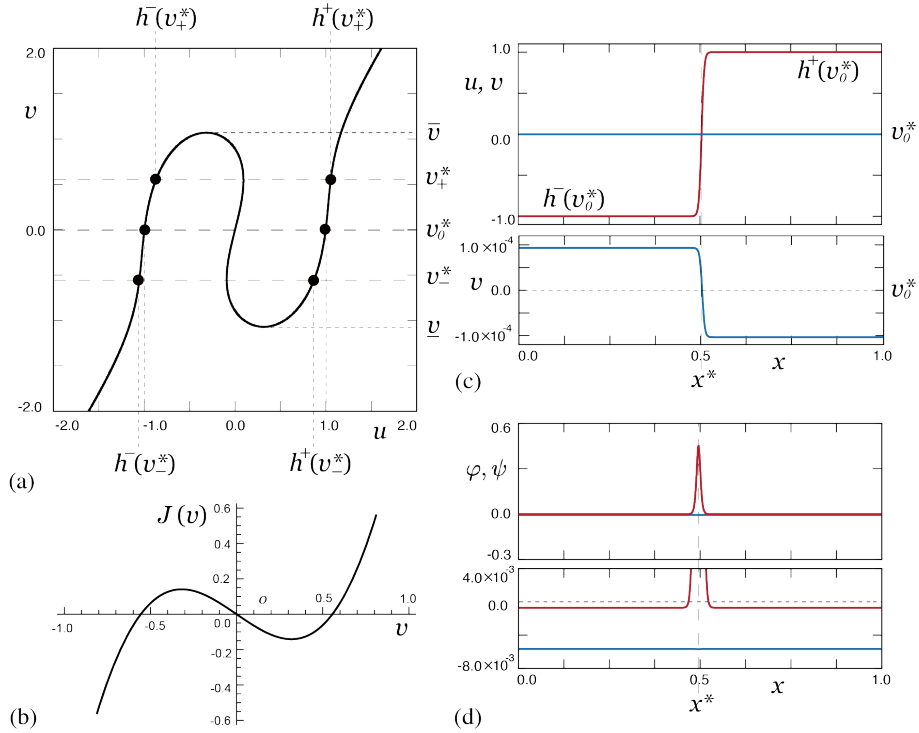 h⁻(v₊*) h⁺(v₊*)
2.0
v
v̄
v₊*
0.0
v₀*
v₋*
v̲
-2.0
-2.0 -1.0 0.0 1.0 u 2.0
h⁻(v₋*) h⁺(v₋*)
(a)
J(v)
0.6
0.4
0.2
o
-1.0 -0.5 0.0 0.5 1.0
v
0.2
-0.4
-0.6
(b)
1.0
u, v
h⁺(v₀*)
0.0
v₀*
h⁻(v₀*)
-1.0
1.0×10⁻⁴
v 0.0 v₀*
-1.0×10⁻⁴
0.0 0.5 x 1.0
x*
(c)
0.6
φ, ψ
0.0
-0.3
4.0×10⁻³
0.0
-8.0×10⁻³
0.0 0.5 x 1.0
x*
(d)